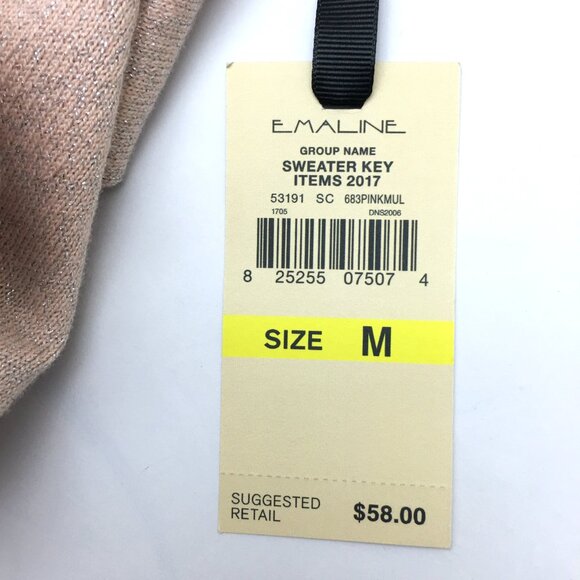 EMALINE
GROUP NAME
SWEATER KEY
ITEMS 2017
53191 SC 683PINKMUL
1705 DNS2006
8 25255 07507 4
SIZE M
SUGGESTED
RETAIL $58.00